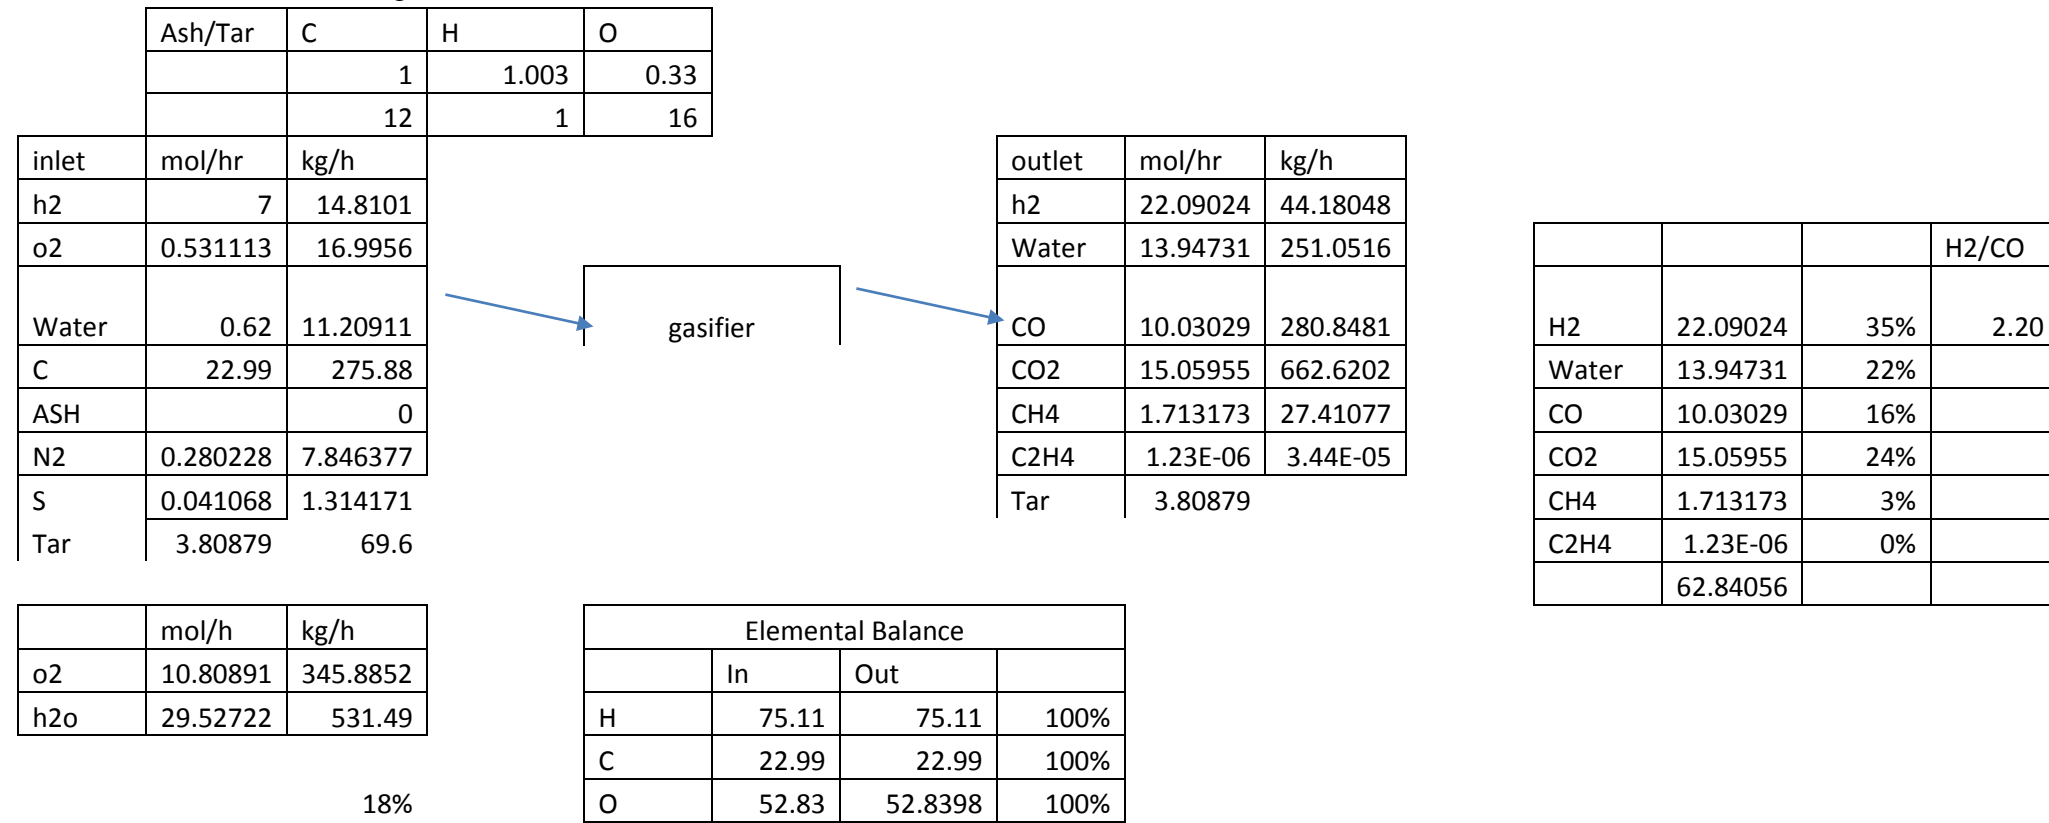 Ash/Tar C H O
1 1.003 0.33
12 1 16
inlet mol/hr kg/h
h2 7 14.8101
o2 0.531113 16.9956
Water 0.62 11.20911
C 22.99 275.88
ASH 0
N2 0.280228 7.846377
S 0.041068 1.314171
Tar 3.80879 69.6
gasifier
outlet mol/hr kg/h
h2 22.09024 44.18048
Water 13.94731 251.0516
CO 10.03029 280.8481
CO2 15.05955 662.6202
CH4 1.713173 27.41077
C2H4 1.23E-06 3.44E-05
Tar 3.80879
H2/CO
H2 22.09024 35% 2.20
Water 13.94731 22%
CO 10.03029 16%
CO2 15.05955 24%
CH4 1.713173 3%
C2H4 1.23E-06 0%
62.84056
mol/h kg/h
o2 10.80891 345.8852
h2o 29.52722 531.49
18%
Elemental Balance
In Out
H 75.11 75.11 100%
C 22.99 22.99 100%
O 52.83 52.8398 100%